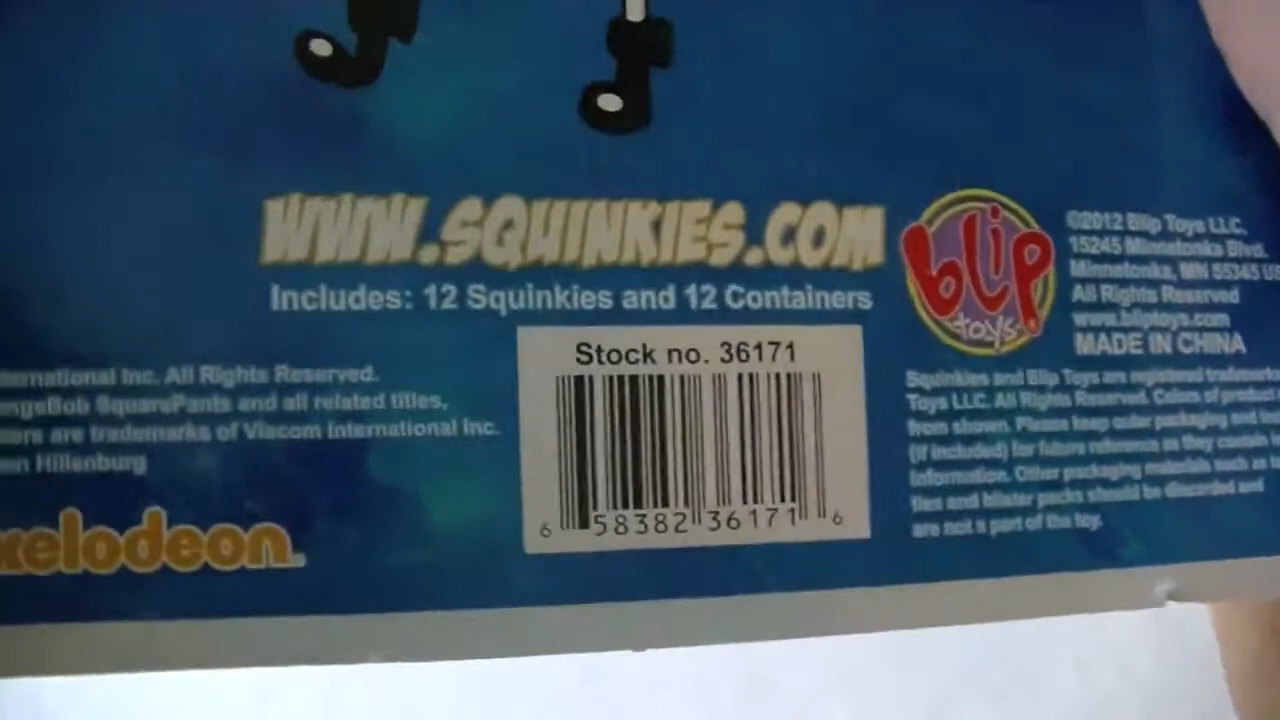 WWW.SQUINKIES.COM
Includes: 12 Squinkies and 12 Containers
Stock no. 36171
6 58382 36171 6
blip
toys
©2012 Blip Toys LLC.
15245 Minnetonka Blvd.
Minnetonka, MN 55345
All Rights Reserved
www.bliptoys.com
MADE IN CHINA
Squinkies and Blip Toys are registered
Toys LLC. All Rights Reserved. Colors of product
from shown. Please keep outer packaging and
(if included) for future reference as they contain
information. Other packaging materials such as
ties and blister packs should be discarded and
are not a part of the toy.
Inc. All Rights Reserved.
SquarePants and all related titles,
are trademarks of Viacom International Inc.
Hillenburg
xelodeon